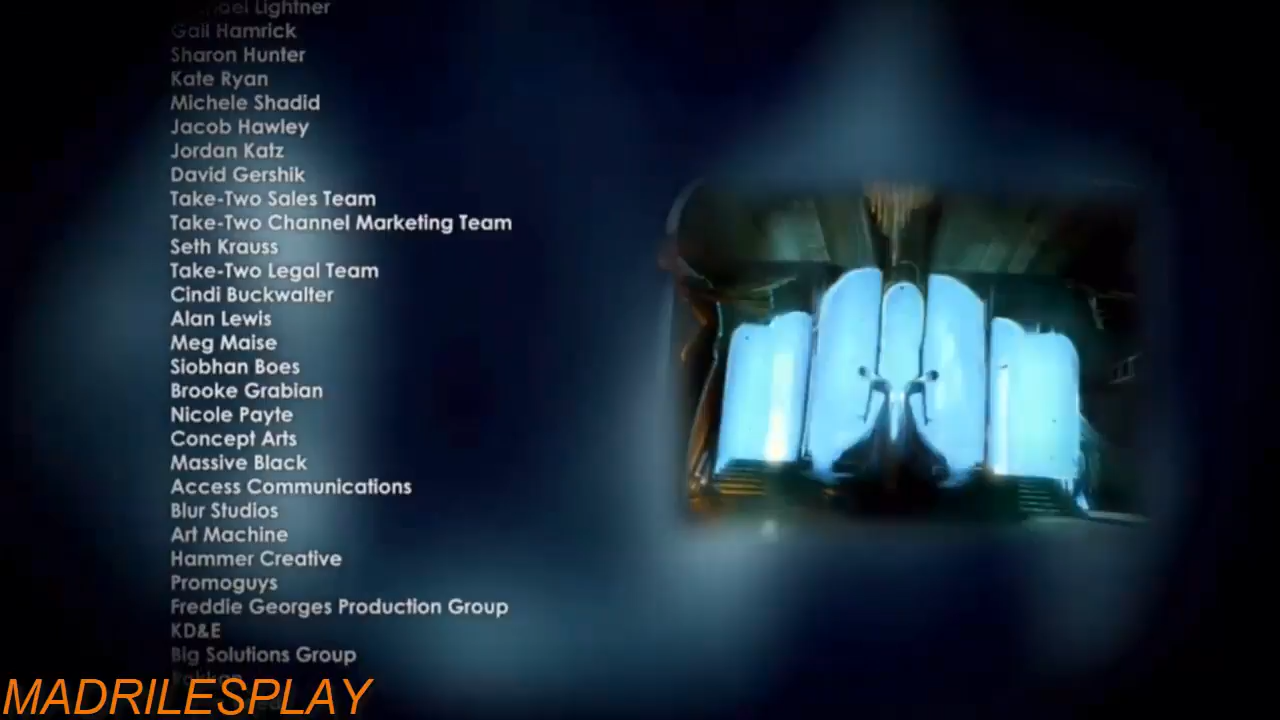 Lightner
Gail Hamrick
Sharon Hunter
Kate Ryan
Michele Shadid
Jacob Hawley
Jordan Katz
David Gershik
Take-Two Sales Team
Take-Two Channel Marketing Team
Seth Krauss
Take-Two Legal Team
Cindi Buckwalter
Alan Lewis
Meg Maise
Siobhan Boes
Brooke Grabian
Nicole Payte
Concept Arts
Massive Black
Access Communications
Blur Studios
Art Machine
Hammer Creative
Promoguys
Freddie Georges Production Group
KD&E
Big Solutions Group
MADRILESPLAY